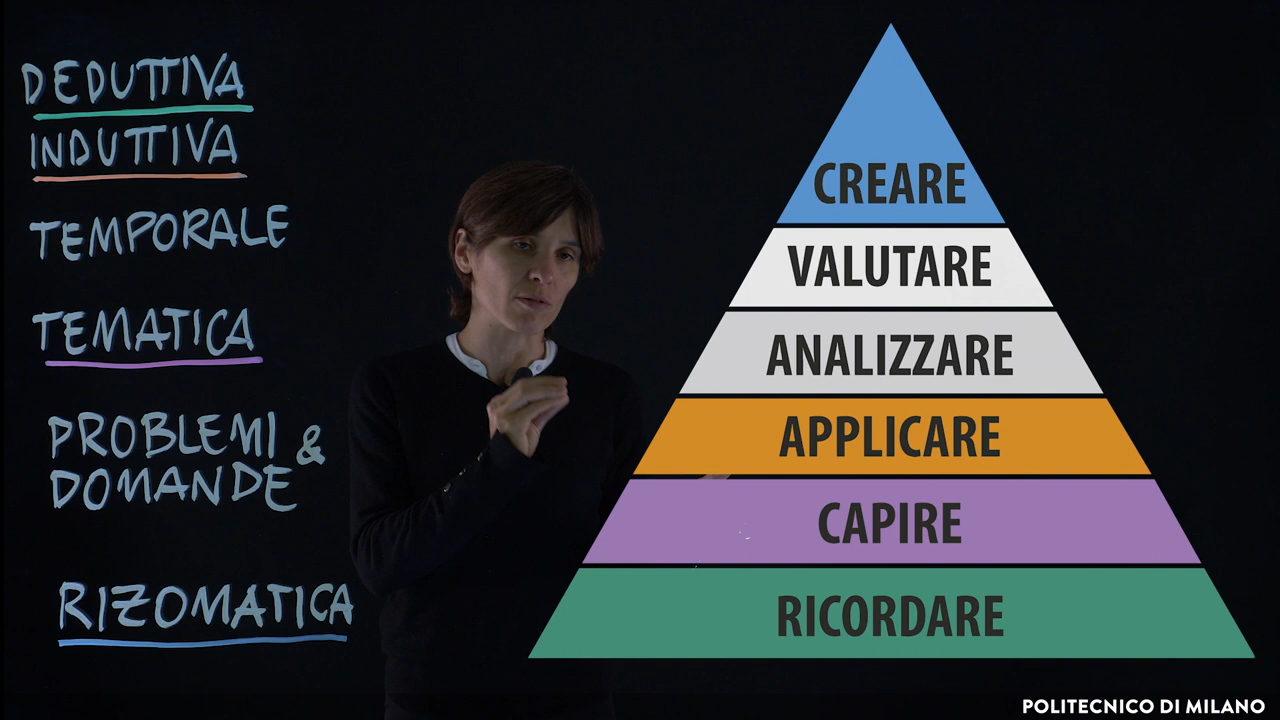 DEDUTTIVA
INDUTTIVA
TEMPORALE
TEMATICA
PROBLEMI &
DOMANDE
RIZOMATICA
CREARE
VALUTARE
ANALIZZARE
APPLICARE
CAPIRE
RICORDARE
POLITECNICO DI MILANO